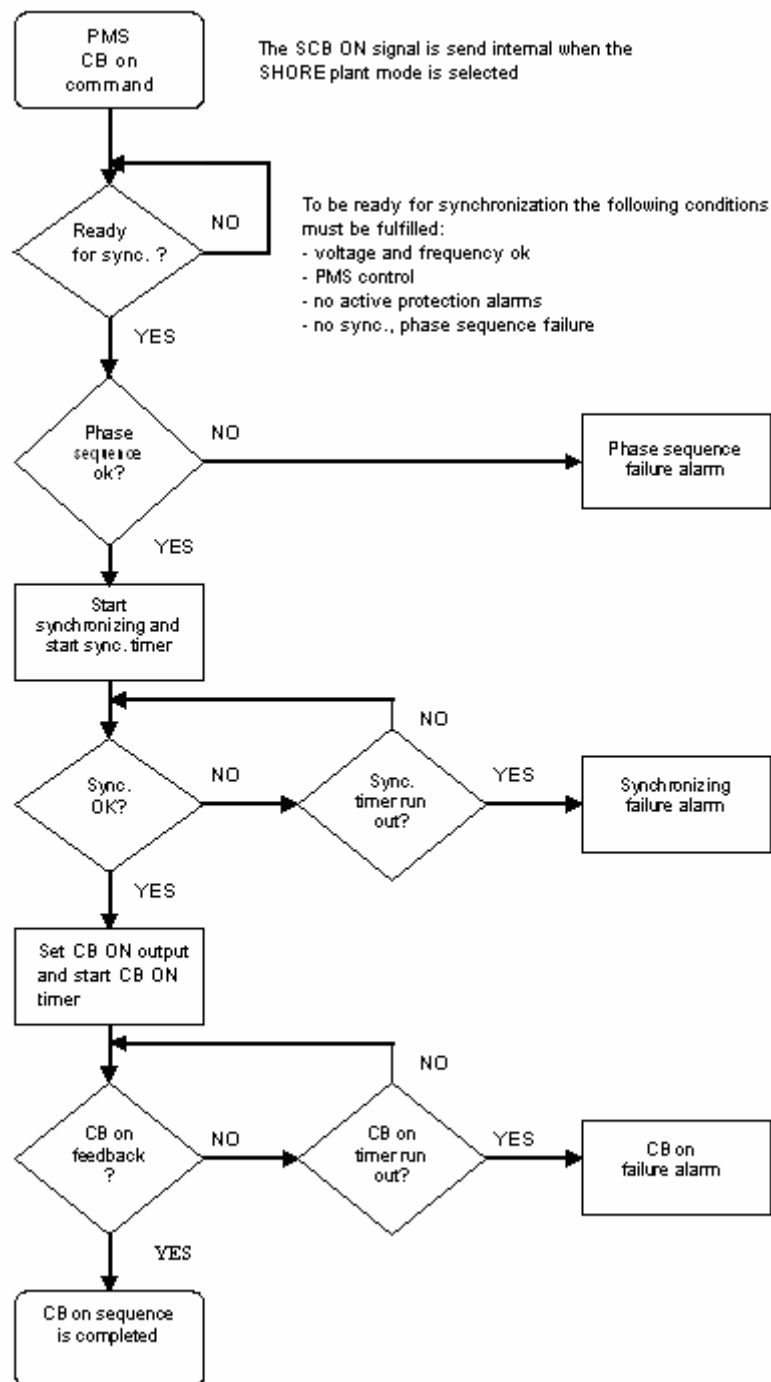 PMS
CB on
command
The SCB ON signal is send internal when the
SHORE plant mode is selected
Ready
for sync. ?
NO
To be ready for synchronization the following conditions
must be fulfilled:
- voltage and frequency ok
- PMS control
- no active protection alarms
- no sync., phase sequence failure
YES
Phase
sequence
ok?
NO
Phase sequence
failure alarm
YES
Start
synchronizing and
start sync. timer
NO
Sync.
OK?
NO
Sync.
timer run
out?
YES
Synchronizing
failure alarm
YES
Set CB ON output
and start CB ON
timer
NO
CB on
feedback
?
NO
CB on
timer run
out?
YES
CB on
failure alarm
YES
CB on sequence
is completed